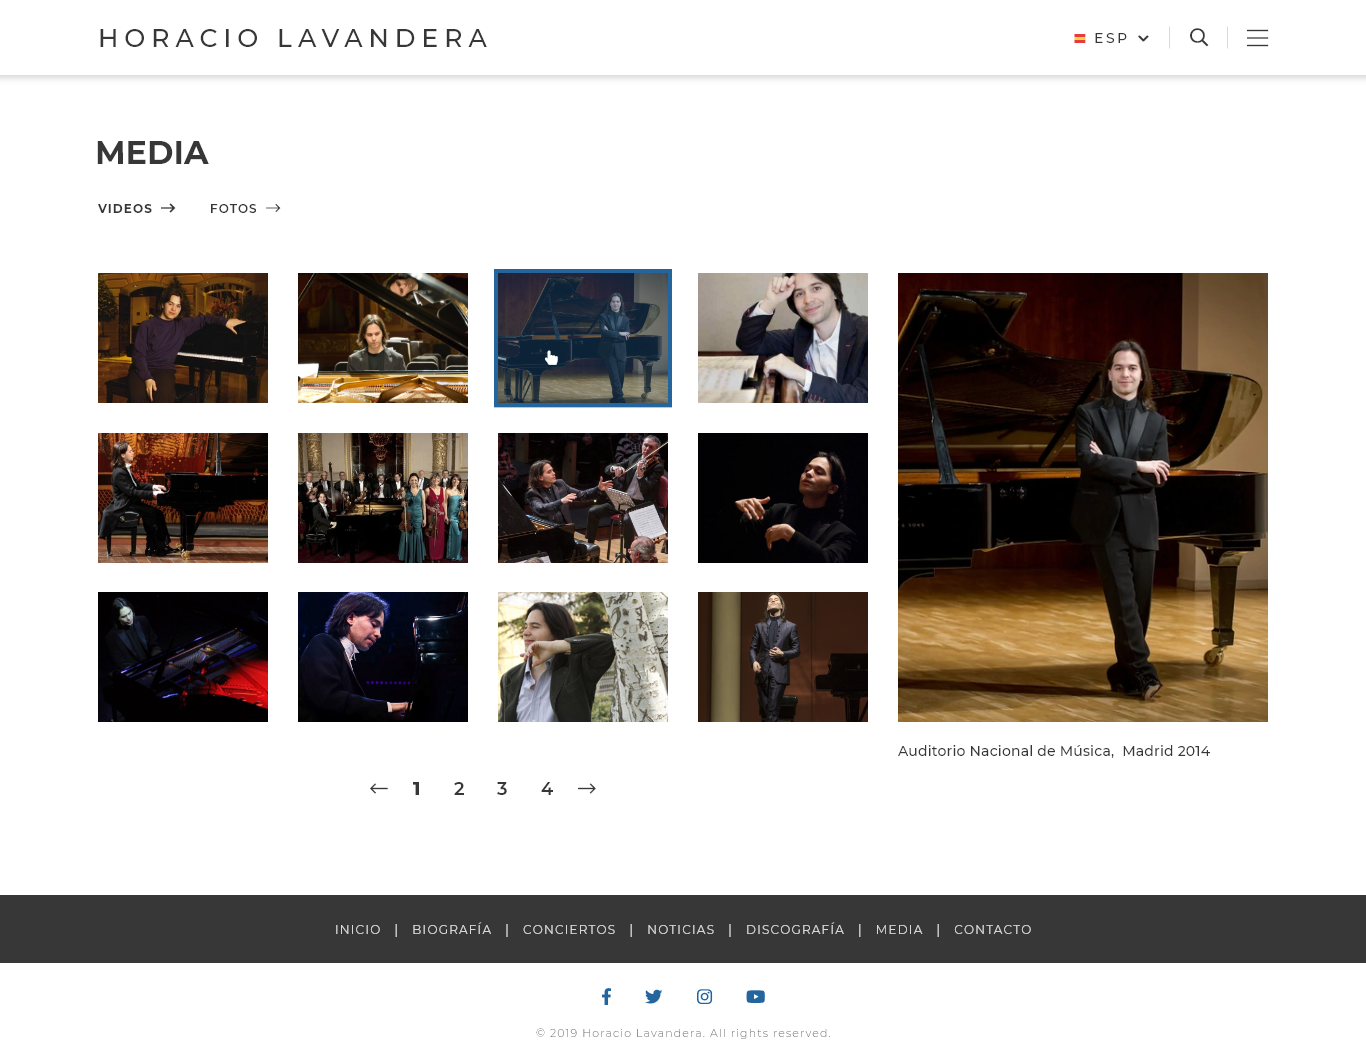 HORACIO LAVANDERA
ESP
MEDIA
VIDEOS → FOTOS →
Auditorio Nacional de Música, Madrid 2014
← 1 2 3 4 →
INICIO | BIOGRAFÍA | CONCIERTOS | NOTICIAS | DISCOGRAFÍA | MEDIA | CONTACTO
© 2019 Horacio Lavandera. All rights reserved.